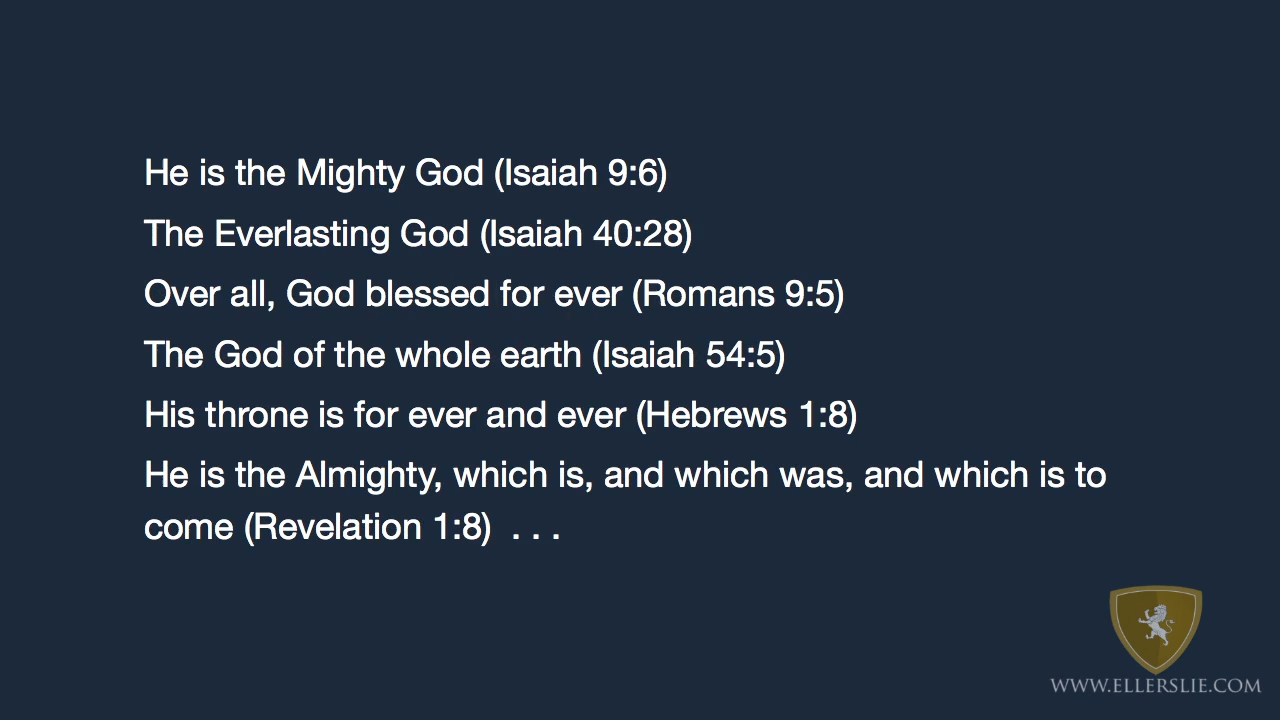 He is the Mighty God (Isaiah 9:6)
The Everlasting God (Isaiah 40:28)
Over all, God blessed for ever (Romans 9:5)
The God of the whole earth (Isaiah 54:5)
His throne is for ever and ever (Hebrews 1:8)
He is the Almighty, which is, and which was, and which is to
come (Revelation 1:8)  . . .
WWW.ELLERSLIE.COM